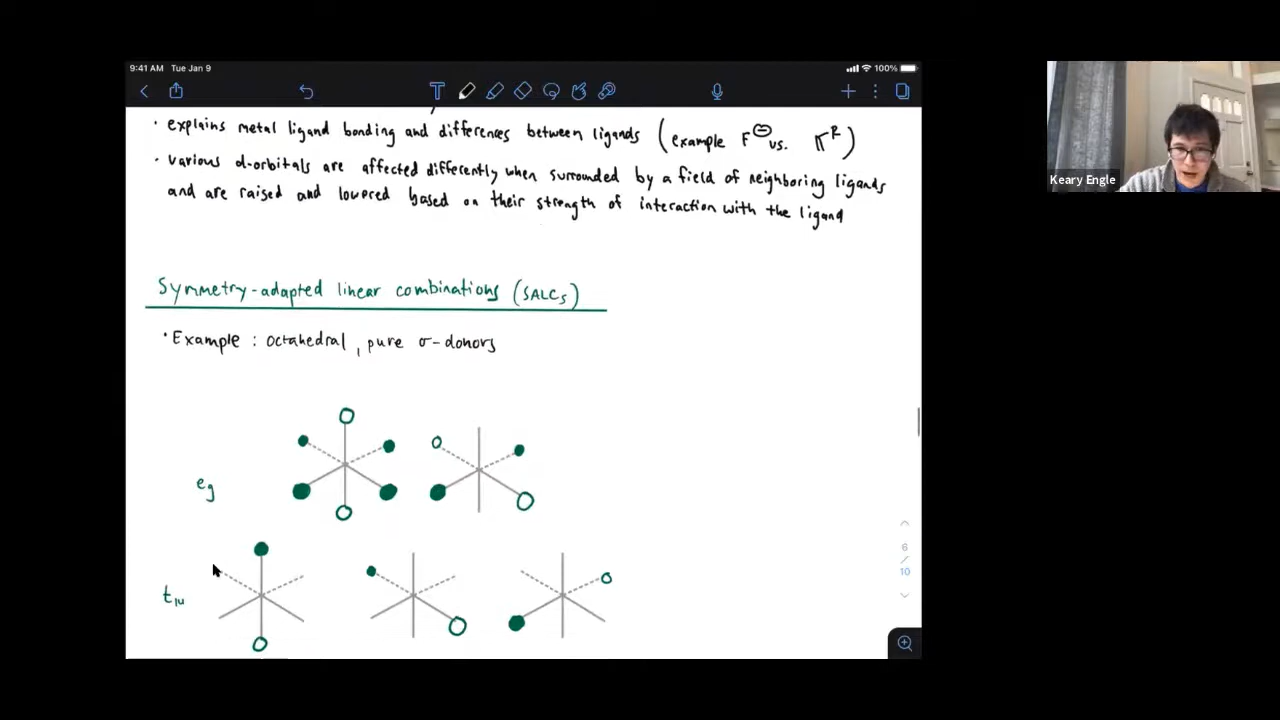 9:41 AM Tue Jan 9
100%
• explains metal ligand bonding and differences between ligands (example F⊖ vs.
• various d-orbitals are affected differently when surrounded by a field of neighboring ligands
and are raised and lowered based on their strength of interaction with the ligand
Keary Engle
Symmetry-adapted linear combinations (SALCs)
• Example : octahedral, pure σ-donors
eg
6
/
10
t1u